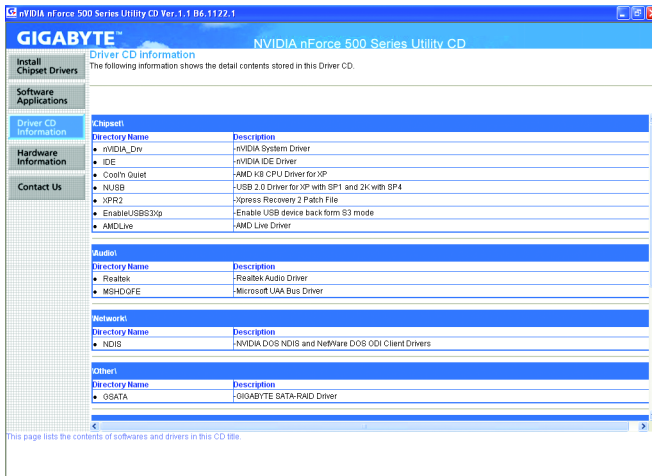 nVIDIA nForce 500 Series Utility CD Ver.1.1 B6.1122.1
GIGABYTE™
NVIDIA nForce 500 Series Utility CD
Install
Chipset Drivers
Software
Applications
Driver CD
Information
Hardware
Information
Contact Us
Driver CD information
The following information shows the detail contents stored in this Driver CD.
\Chipset\
Directory Name Description
● nVIDIA_Drv -nVIDIA System Driver
● IDE -nVIDIA IDE Driver
● Cool'n Quiet -AMD K8 CPU Driver for XP
● NUSB -USB 2.0 Driver for XP with SP1 and 2K with SP4
● XPR2 -Xpress Recovery 2 Patch File
● EnableUSBS3Xp -Enable USB device back form S3 mode
● AMDLive -AMD Live Driver
\Audio\
Directory Name Description
● Realtek -Realtek Audio Driver
● MSHDQFE -Microsoft UAA Bus Driver
\Network\
Directory Name Description
● NDIS -NVIDIA DOS NDIS and NetWare DOS ODI Client Drivers
\Other\
Directory Name Description
● GSATA -GIGABYTE SATA-RAID Driver
This page lists the contents of softwares and drivers in this CD title.